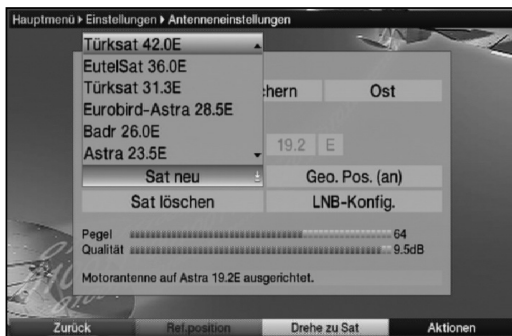 Hauptmenü ▸ Einstellungen ▸ Antenneneinstellungen
Türksat 42.0E
EutelSat 36.0E
Türksat 31.3E
Eurobird-Astra 28.5E
Badr 26.0E
Astra 23.5E
chern
Ost
19.2 E
Sat neu
Geo. Pos. (an)
Sat löschen
LNB-Konfig.
Pegel 64
Qualität 9.5dB
Motorantenne auf Astra 19.2E ausgerichtet.
Zurück Ref.position Drehe zu Sat Aktionen